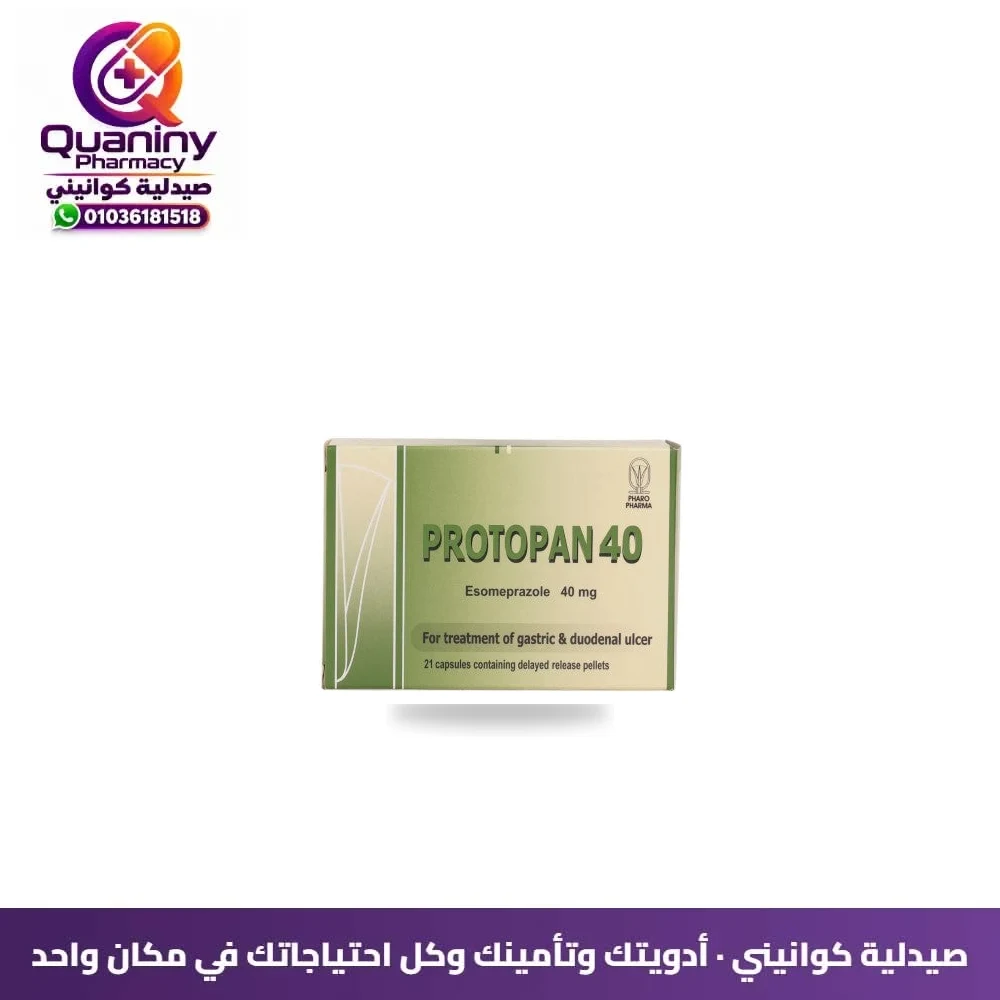 Quaniny
Pharmacy
صيدلية كوانيني
01036181518
PHARO
PHARMA
PROTOPAN 40
Esomeprazole 40 mg
For treatment of gastric & duodenal ulcer
21 capsules containing delayed release pellets
صيدلية كوانيني · أدويتك وتأمينك وكل احتياجاتك في مكان واحد